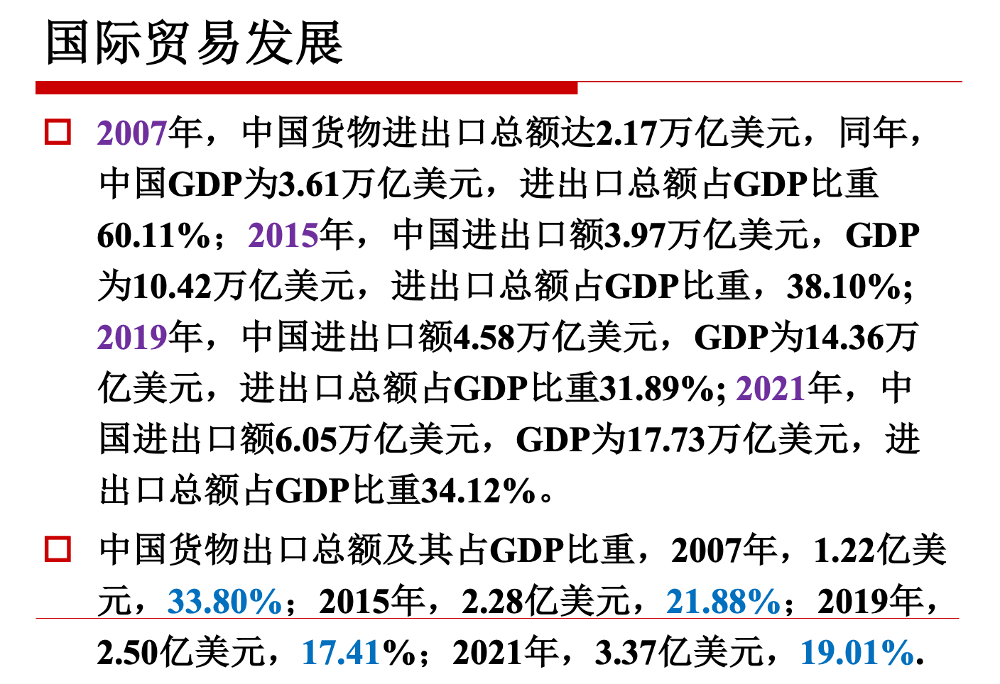 国际贸易发展
2007年，中国货物进出口总额达2.17万亿美元，同年，
中国GDP为3.61万亿美元，进出口总额占GDP比重
60.11%；2015年，中国进出口额3.97万亿美元，GDP
为10.42万亿美元，进出口总额占GDP比重，38.10%;
2019年，中国进出口额4.58万亿美元，GDP为14.36万
亿美元，进出口总额占GDP比重31.89%; 2021年，中
国进出口额6.05万亿美元，GDP为17.73万亿美元，进
出口总额占GDP比重34.12%。
中国货物出口总额及其占GDP比重，2007年，1.22亿美
元，33.80%；2015年，2.28亿美元，21.88%；2019年，
2.50亿美元，17.41%；2021年，3.37亿美元，19.01%.